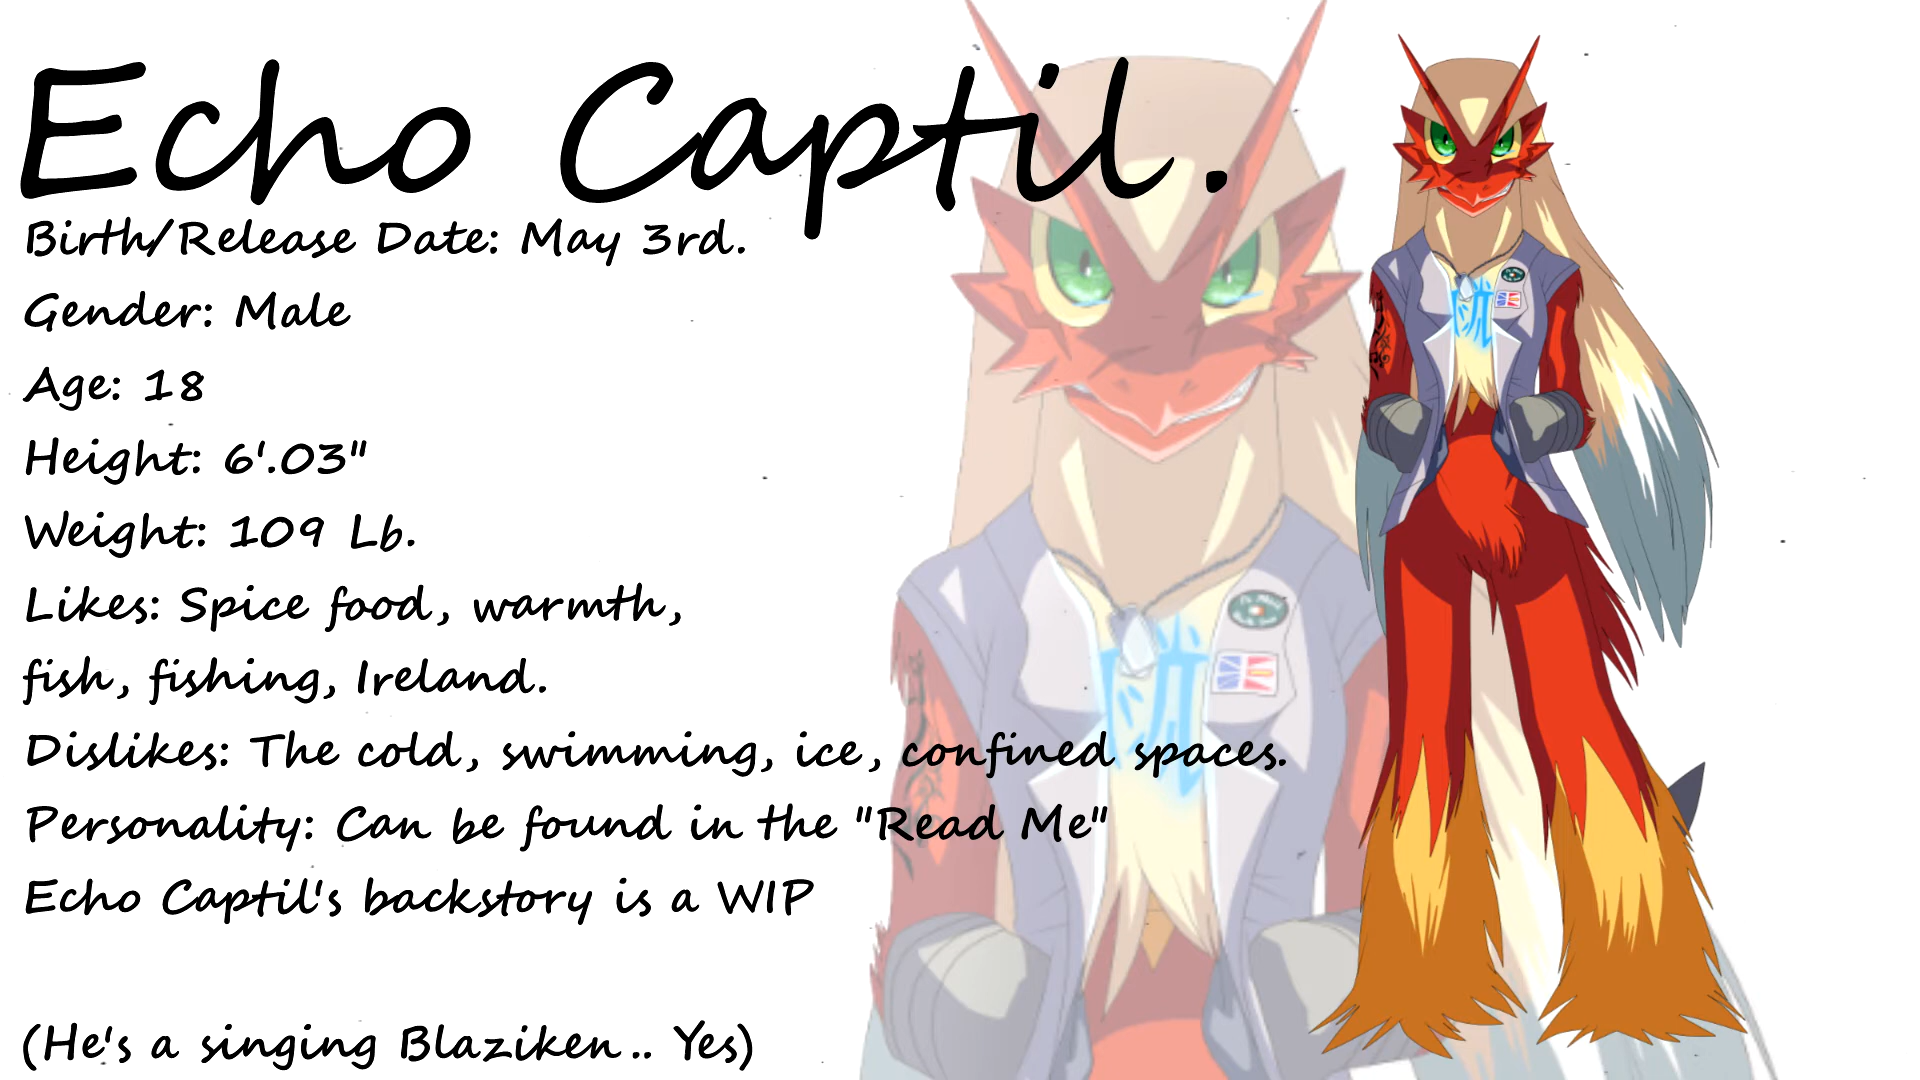 Echo Captil.
Birth/Release Date: May 3rd.
Gender: Male
Age: 18
Height: 6'.03"
Weight: 109 Lb.
Likes: Spice food, warmth,
fish, fishing, Ireland.
Dislikes: The cold, swimming, ice, confined spaces.
Personality: Can be found in the "Read Me"
Echo Captil's backstory is a WIP
(He's a singing Blaziken.. Yes)